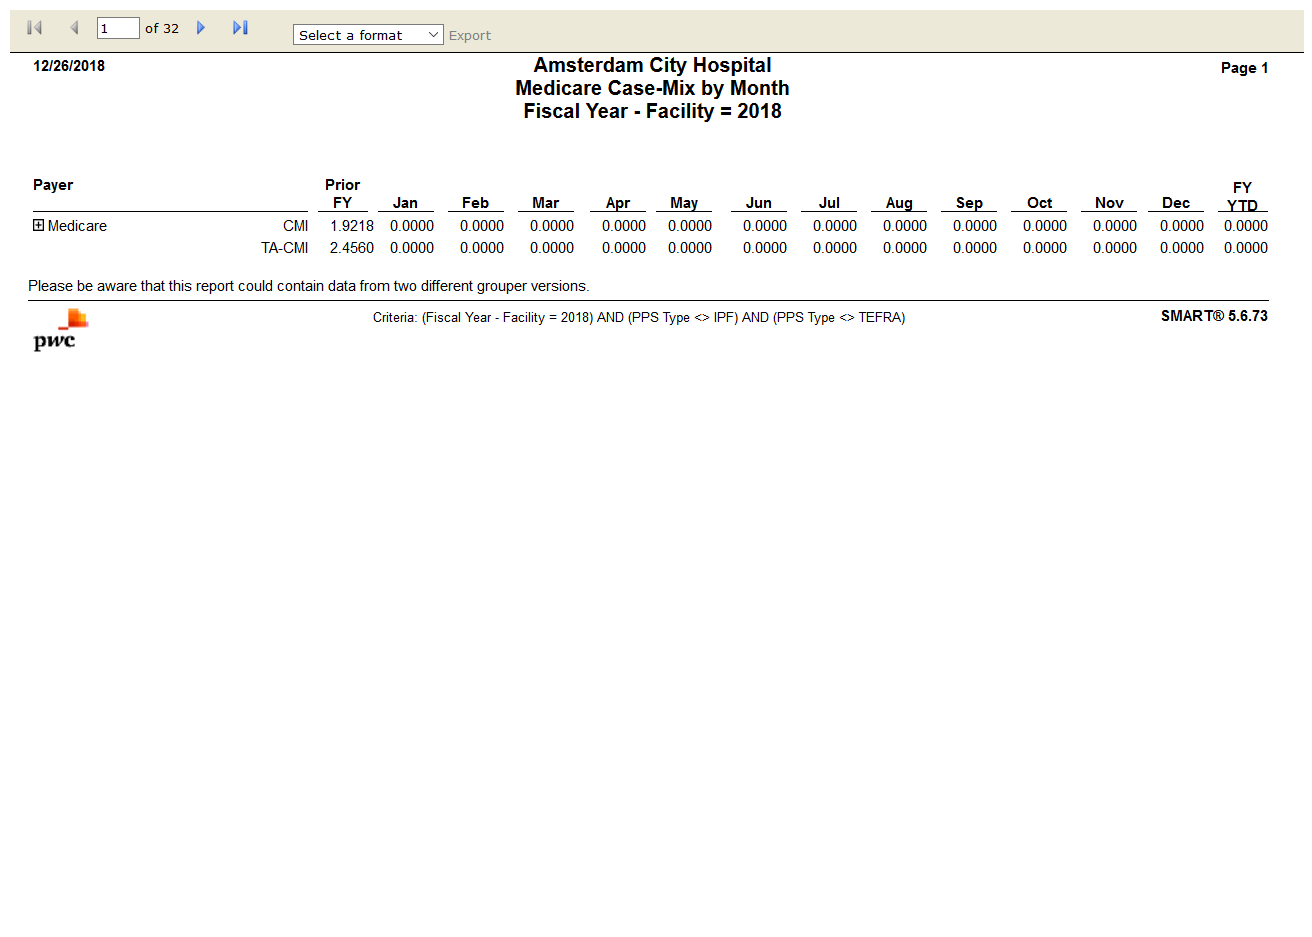 1 of 32 Select a format Export
12/26/2018 Amsterdam City Hospital Page 1
Medicare Case-Mix by Month
Fiscal Year - Facility = 2018
Payer Prior FY
FY Jan Feb Mar Apr May Jun Jul Aug Sep Oct Nov Dec YTD
Medicare CMI 1.9218 0.0000 0.0000 0.0000 0.0000 0.0000 0.0000 0.0000 0.0000 0.0000 0.0000 0.0000 0.0000 0.0000
TA-CMI 2.4560 0.0000 0.0000 0.0000 0.0000 0.0000 0.0000 0.0000 0.0000 0.0000 0.0000 0.0000 0.0000 0.0000
Please be aware that this report could contain data from two different grouper versions.
Criteria: (Fiscal Year - Facility = 2018) AND (PPS Type <> IPF) AND (PPS Type <> TEFRA) SMART® 5.6.73
pwc